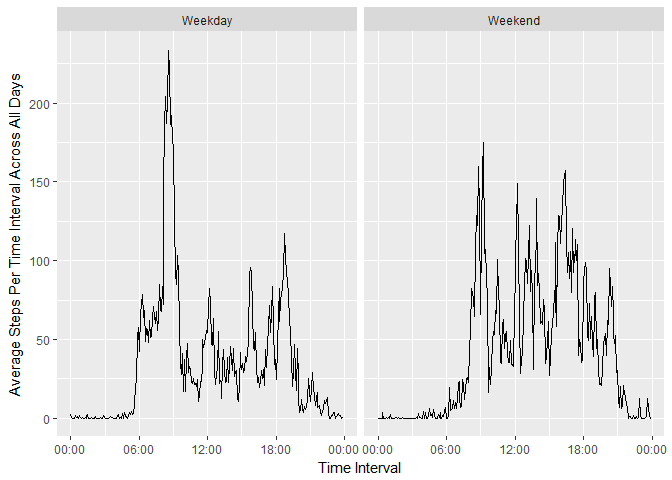 Weekday Weekend
Average Steps Per Time Interval Across All Days
200
150
100
50
0
00:00 06:00 12:00 18:00 00:00 00:00 06:00 12:00 18:00 00:00
Time Interval